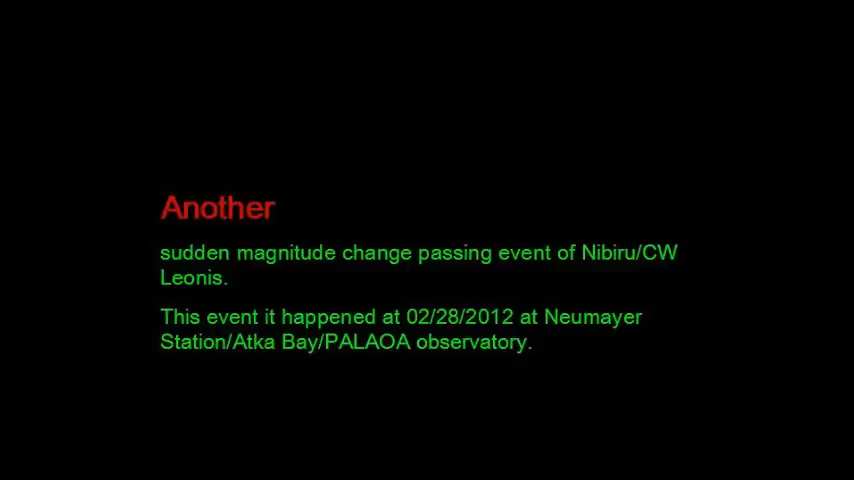 Another
sudden magnitude change passing event of Nibiru/CW
Leonis.
This event it happened at 02/28/2012 at Neumayer
Station/Atka Bay/PALAOA observatory.